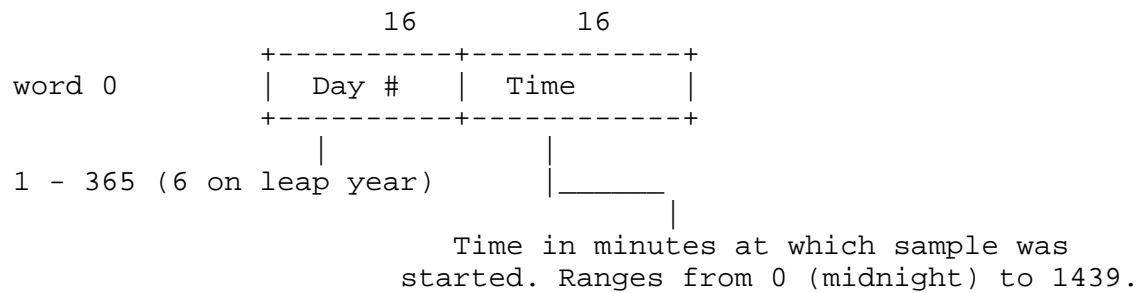 16 16
word 0 | Day # | Time |
1 - 365 (6 on leap year)
Time in minutes at which sample was
started. Ranges from 0 (midnight) to 1439.